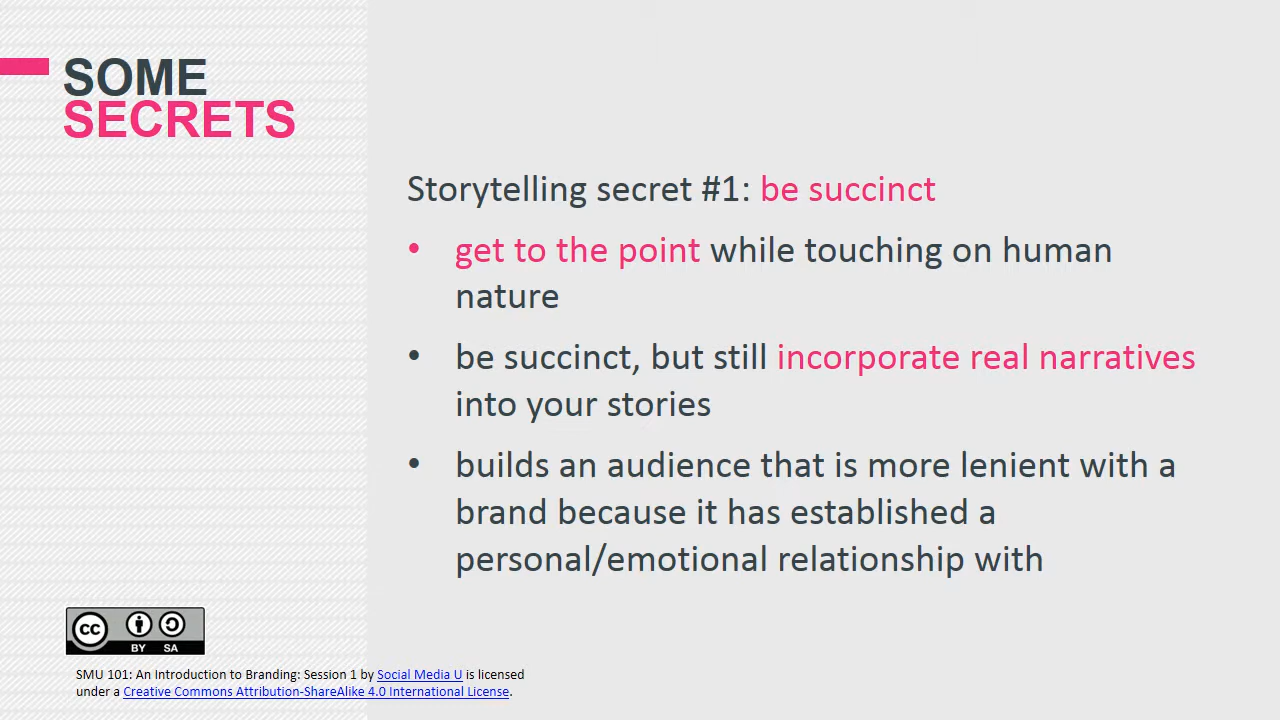 SOME
SECRETS
Storytelling secret #1: be succinct
• get to the point while touching on human
nature
• be succinct, but still incorporate real narratives
into your stories
• builds an audience that is more lenient with a
brand because it has established a
personal/emotional relationship with
cc
BY SA
SMU 101: An Introduction to Branding: Session 1 by Social Media U is licensed
under a Creative Commons Attribution-ShareAlike 4.0 International License.